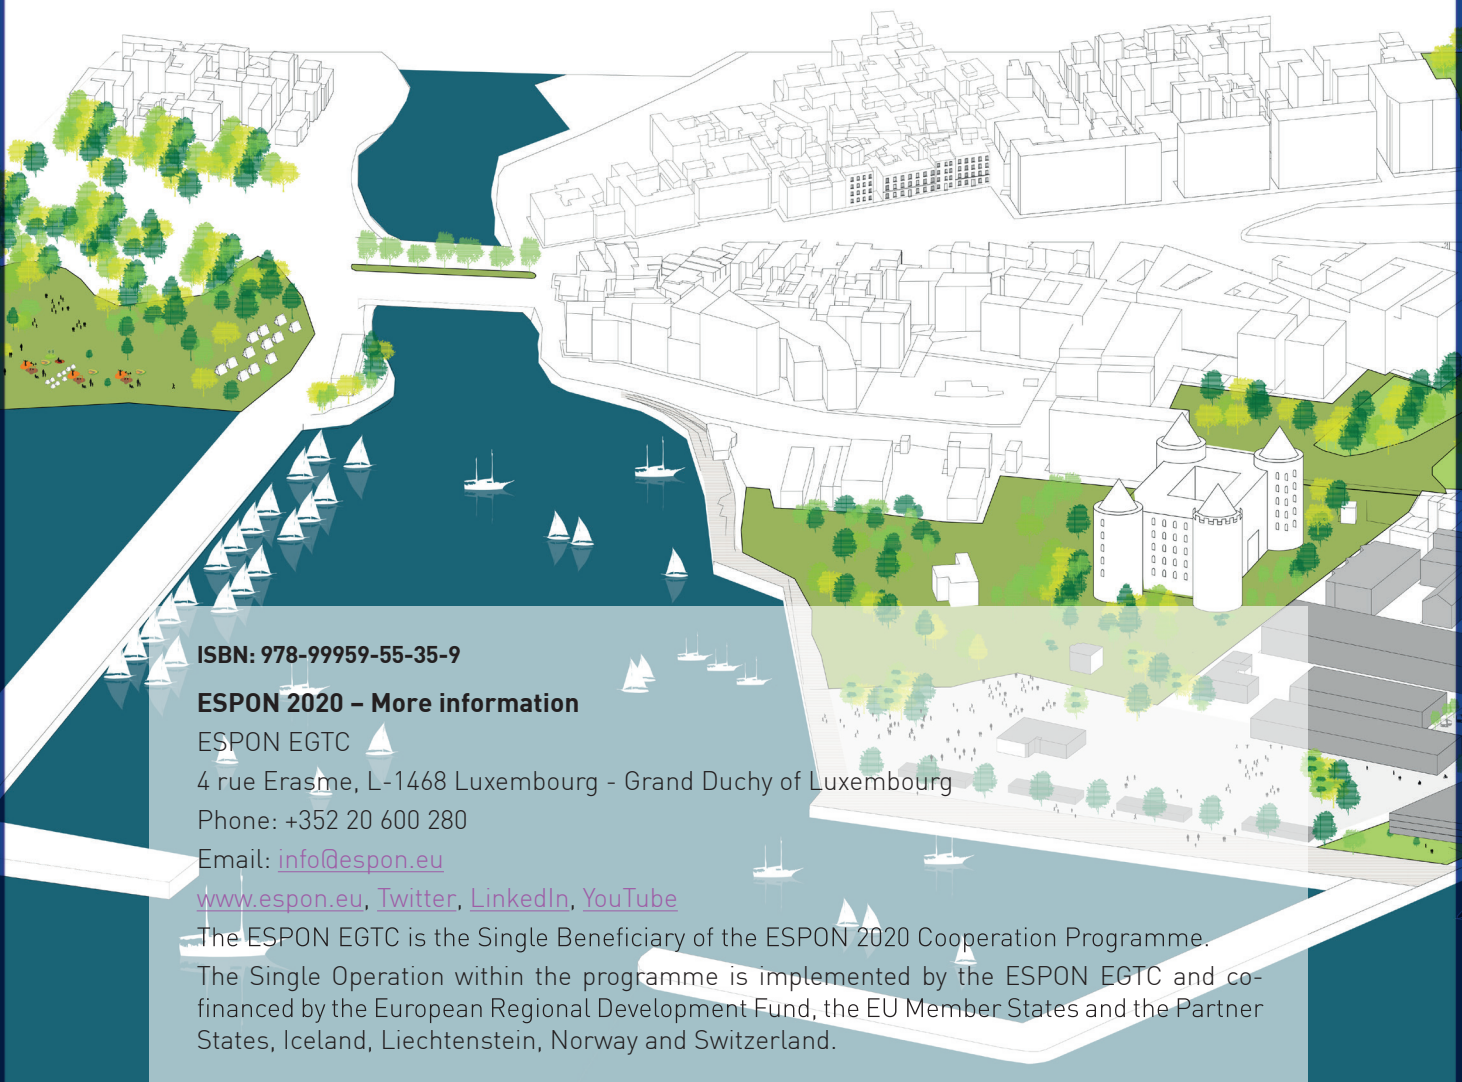 ISBN: 978-99959-55-35-9
ESPON 2020 – More information
ESPON EGTC
4 rue Erasme, L-1468 Luxembourg - Grand Duchy of Luxembourg
Phone: +352 20 600 280
Email: info@espon.eu
www.espon.eu, Twitter, LinkedIn, YouTube
The ESPON EGTC is the Single Beneficiary of the ESPON 2020 Cooperation Programme.
The Single Operation within the programme is implemented by the ESPON EGTC and co-
financed by the European Regional Development Fund, the EU Member States and the Partner
States, Iceland, Liechtenstein, Norway and Switzerland.